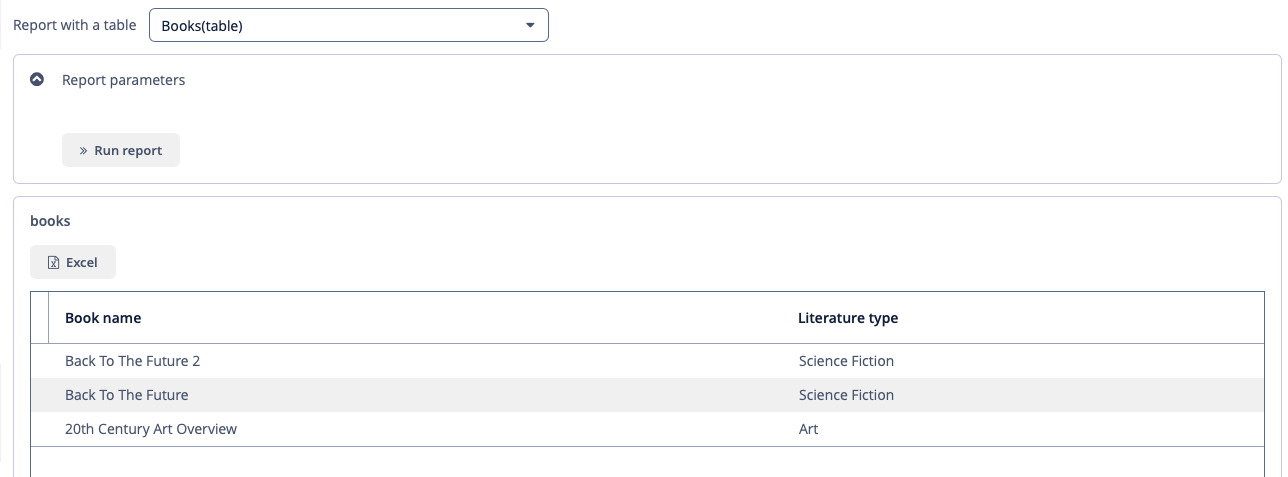 Report with a table Books(table)
Report parameters
Run report
books
Excel
Book name Literature type
Back To The Future 2 Science Fiction
Back To The Future Science Fiction
20th Century Art Overview Art